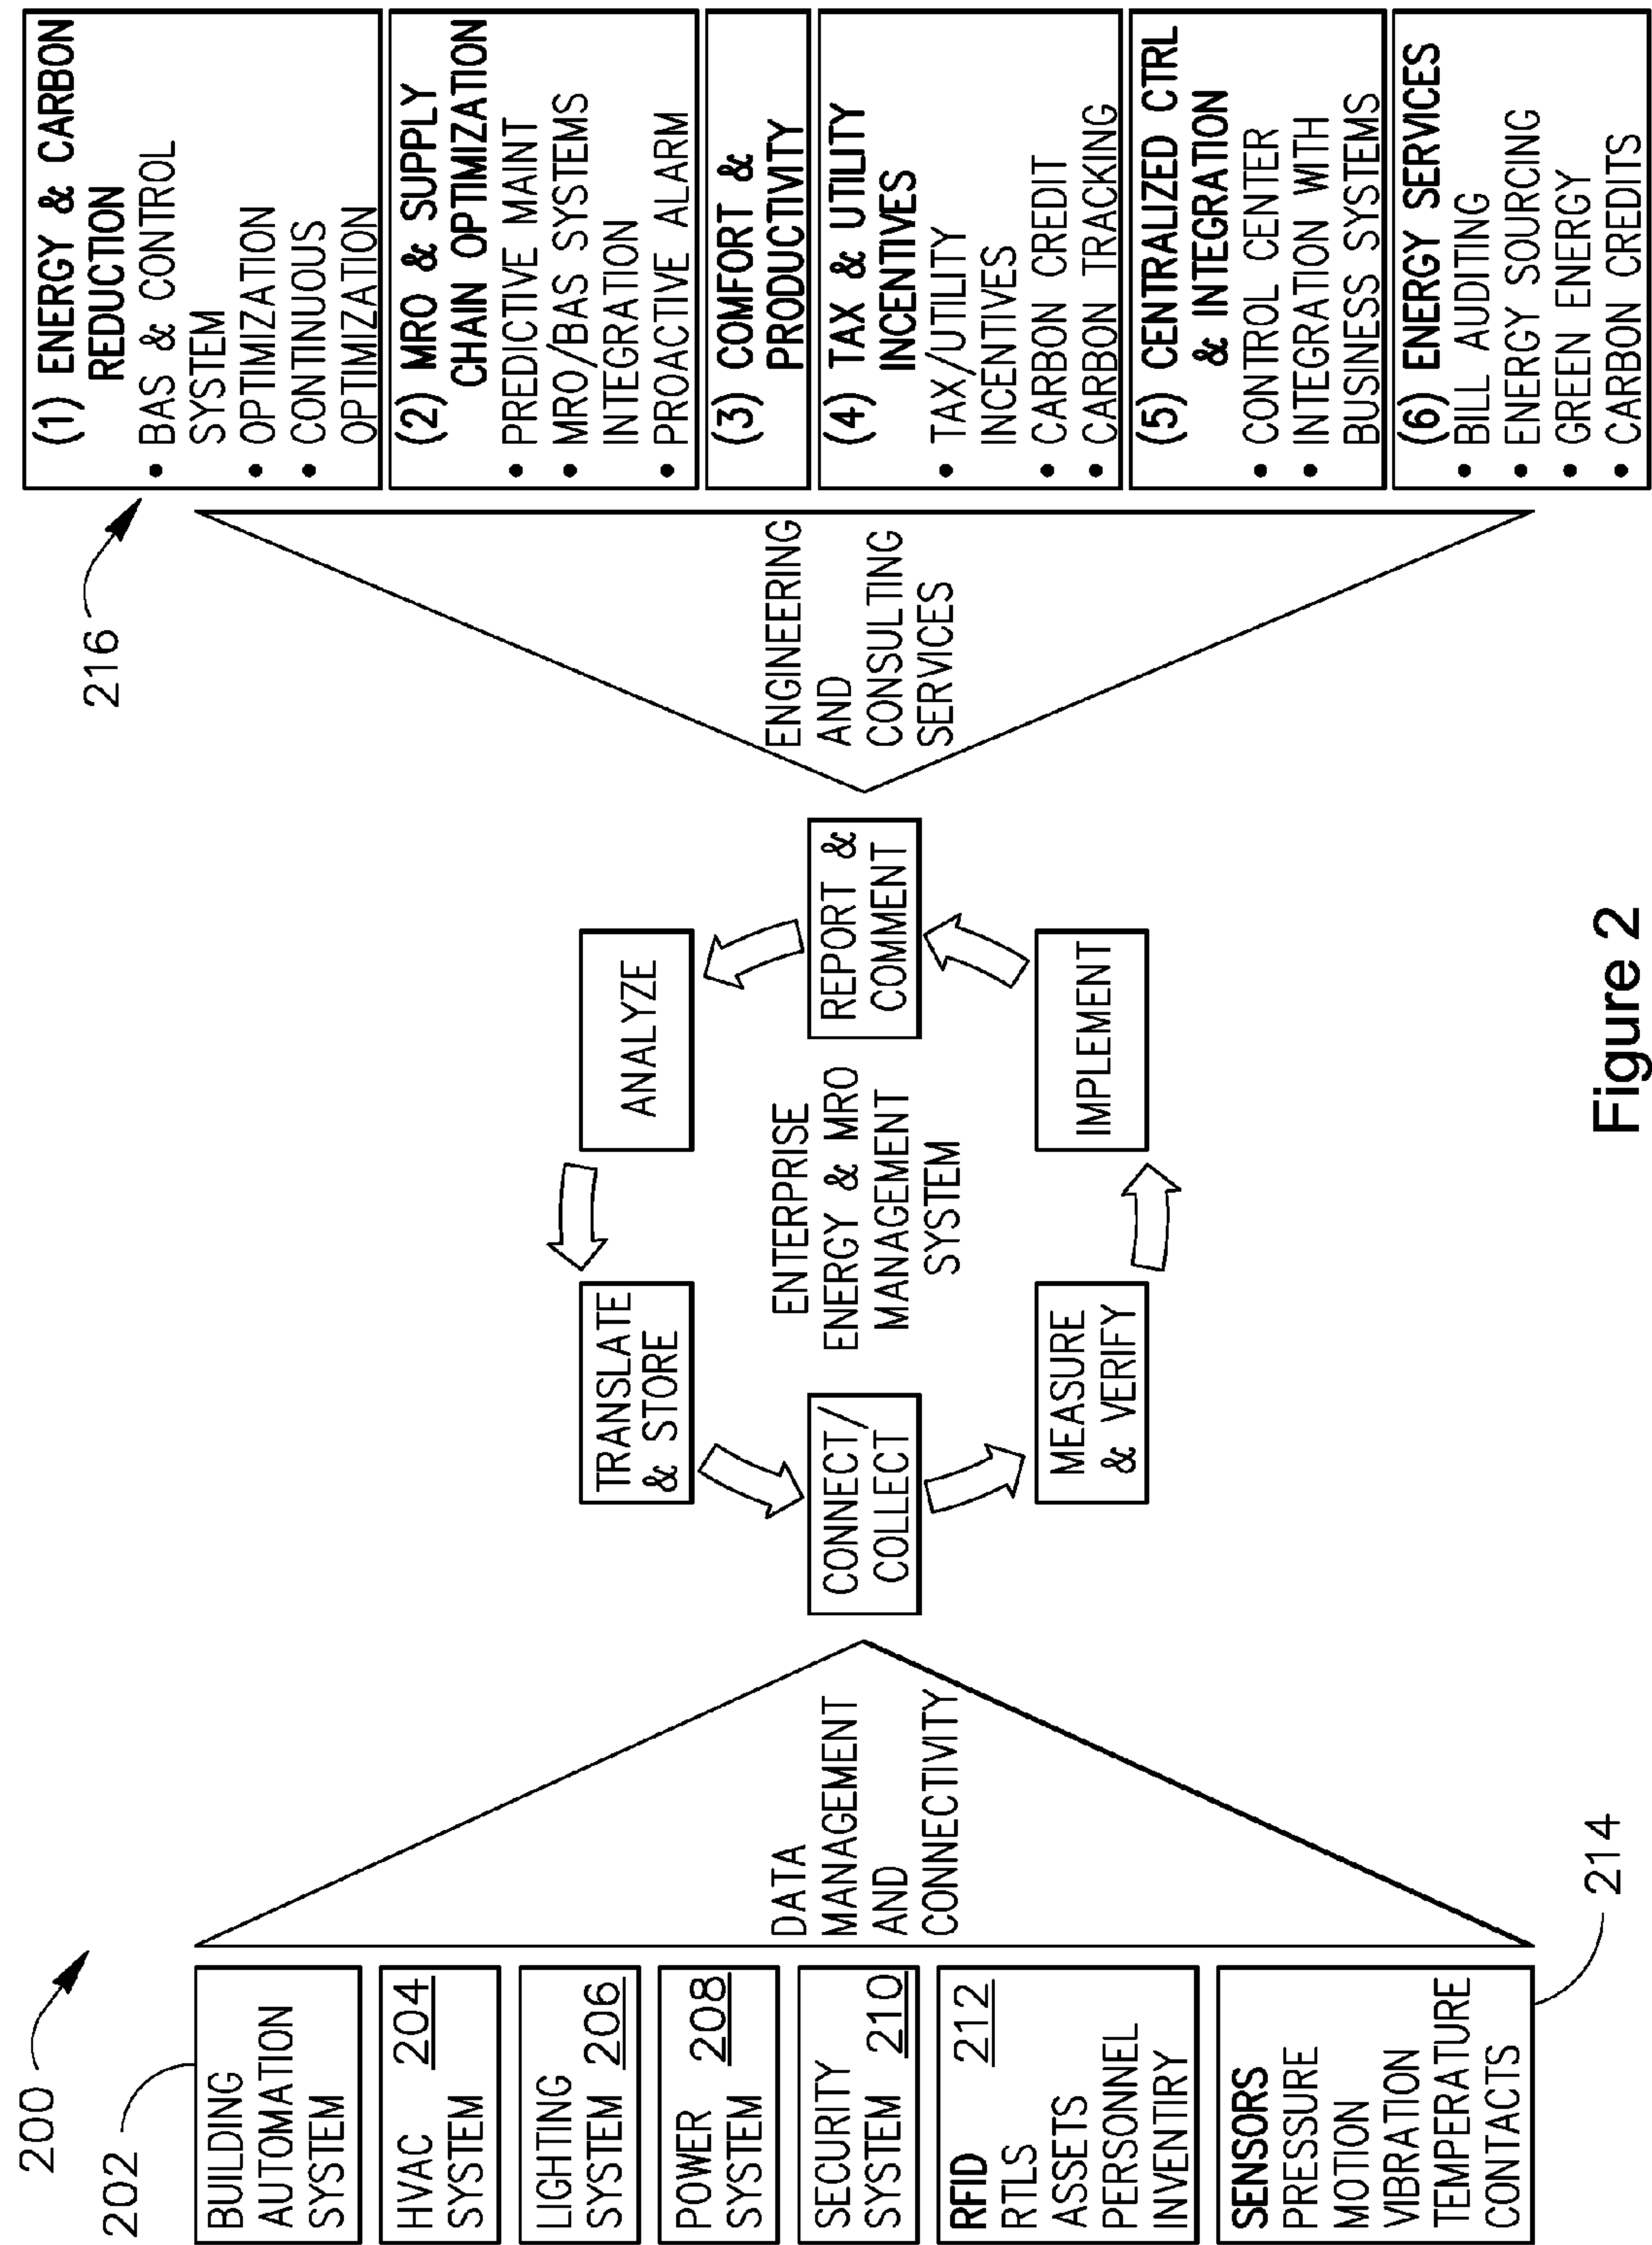 200
202
BUILDING
AUTOMATION
SYSTEM
HVAC 204
SYSTEM
LIGHTING
SYSTEM 206
POWER 208
SYSTEM
SECURITY
SYSTEM 210
RFID 212
RTLS
ASSETS
PERSONNEL
INVENTIRY
SENSORS
PRESSURE
MOTION
VIBRATION
TEMPERATURE
CONTACTS
214
DATA
MANAGEMENT
AND
CONNECTIVITY
TRANSLATE
& STORE
ANALYZE
CONNECT/
COLLECT
ENTERPRISE
ENERGY & MRO
MANAGEMENT
SYSTEM
REPORT &
COMMENT
MEASURE
& VERIFY
IMPLEMENT
ENGINEERING
AND
CONSULTING
SERVICES
216
(1) ENERGY & CARBON
REDUCTION
• BAS & CONTROL
SYSTEM
• OPTIMIZATION
• CONTINUOUS
OPTIMIZATION
(2) MRO & SUPPLY
CHAIN OPTIMIZATION
• PREDICTIVE MAINT
• MRO/BAS SYSTEMS
INTEGRATION
• PROACTIVE ALARM
(3) COMFORT &
PRODUCTIVITY
(4) TAX & UTILITY
INCENTIVES
• TAX/UTILITY
INCENTIVES
• CARBON CREDIT
• CARBON TRACKING
(5) CENTRALIZED CTRL
& INTEGRATION
• CONTROL CENTER
• INTEGRATION WITH
BUSINESS SYSTEMS
(6) ENERGY SERVICES
• BILL AUDITING
• ENERGY SOURCING
• GREEN ENERGY
• CARBON CREDITS
Figure 2